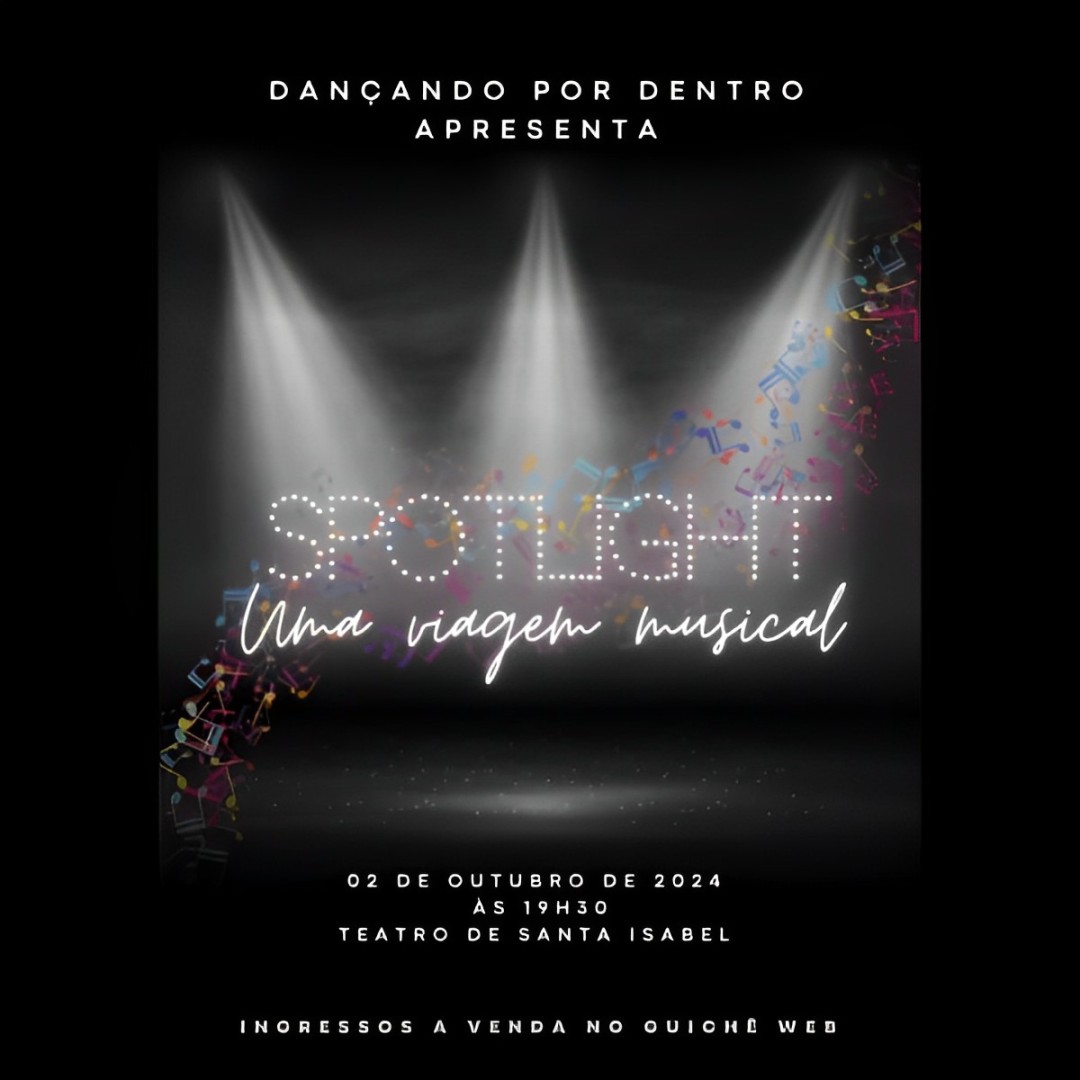 DANÇANDO POR DENTRO
APRESENTA
SPOTLIGHT
Uma viagem musical
02 DE OUTUBRO DE 2024
ÀS 19H30
TEATRO DE SANTA ISABEL
INGRESSOS A VENDA NO GUICHÊ WEB